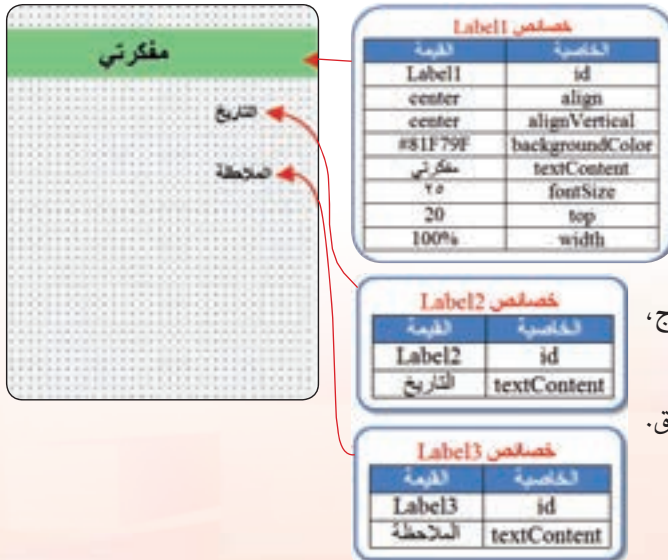 مفكرتي
التاريخ
الملاحظة
خصائص Label1
الخاصية القيمة
id Label1
align center
alignVertical center
backgroundColor #81F79F
textContent مفكرتي
fontSize ٢٥
top 20
width 100%
خصائص Label2
الخاصية القيمة
id Label2
textContent التاريخ
خصائص Label3
الخاصية القيمة
id Label3
textContent الملاحظة